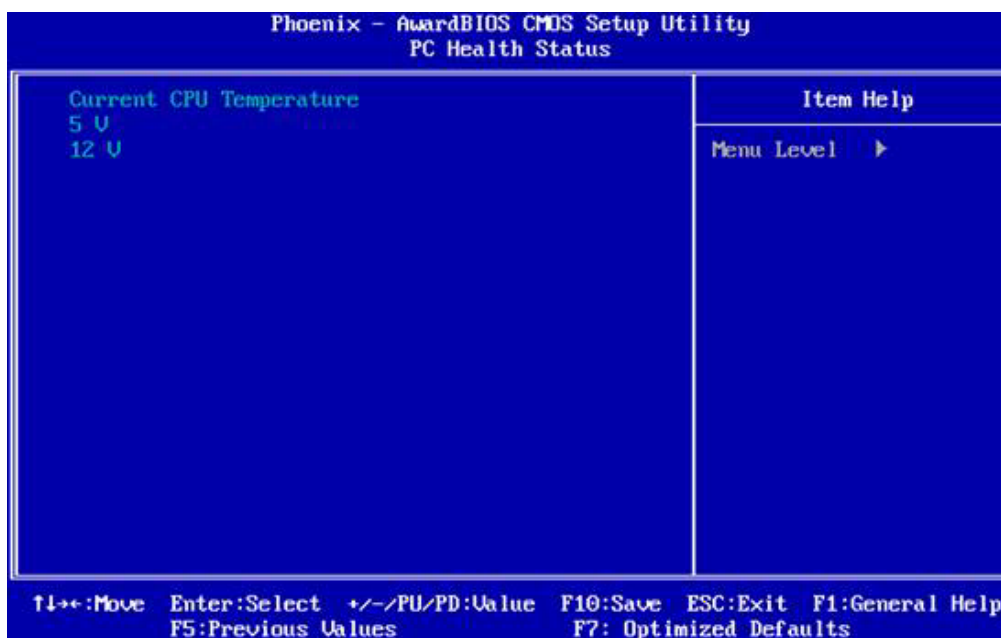 Phoenix - AwardBIOS CMOS Setup Utility
PC Health Status
Current CPU Temperature
5 V
12 V
Item Help
Menu Level ▶
↑↓→←:Move Enter:Select +/-/PU/PD:Value F10:Save ESC:Exit F1:General Help
F5:Previous Values F7: Optimized Defaults